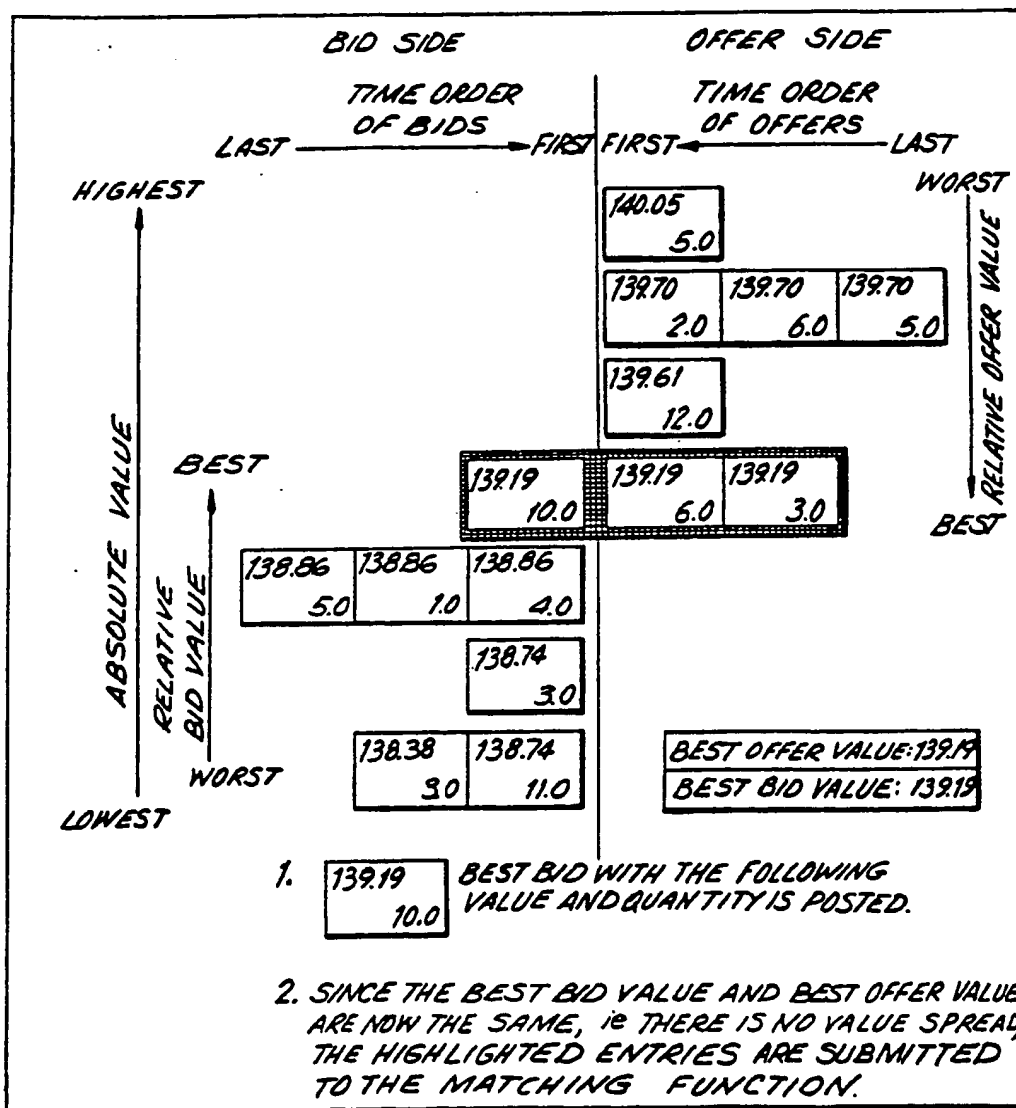 BID SIDE
OFFER SIDE
TIME ORDER
OF BIDS
TIME ORDER
OF OFFERS
LAST
FIRST
FIRST
LAST
HIGHEST
WORST
140.05
5.0
139.70
139.70
139.70
2.0
6.0
5.0
139.61
12.0
RELATIVE OFFER VALUE
ABSOLUTE VALUE
BEST
139.19
139.19
139.19
10.0
6.0
3.0
BEST
138.86
138.86
138.86
5.0
1.0
4.0
RELATIVE
BID VALUE
138.74
3.0
138.38
138.74
9.0
11.0
WORST
LOWEST
BEST OFFER VALUE: 139.19
BEST BID VALUE: 139.19
1. 139.19
10.0
BEST BID WITH THE FOLLOWING
VALUE AND QUANTITY IS POSTED.
2. SINCE THE BEST BID VALUE AND BEST OFFER VALUE
ARE NOW THE SAME, ie THERE IS NO VALUE SPREAD,
THE HIGHLIGHTED ENTRIES ARE SUBMITTED
TO THE MATCHING FUNCTION.